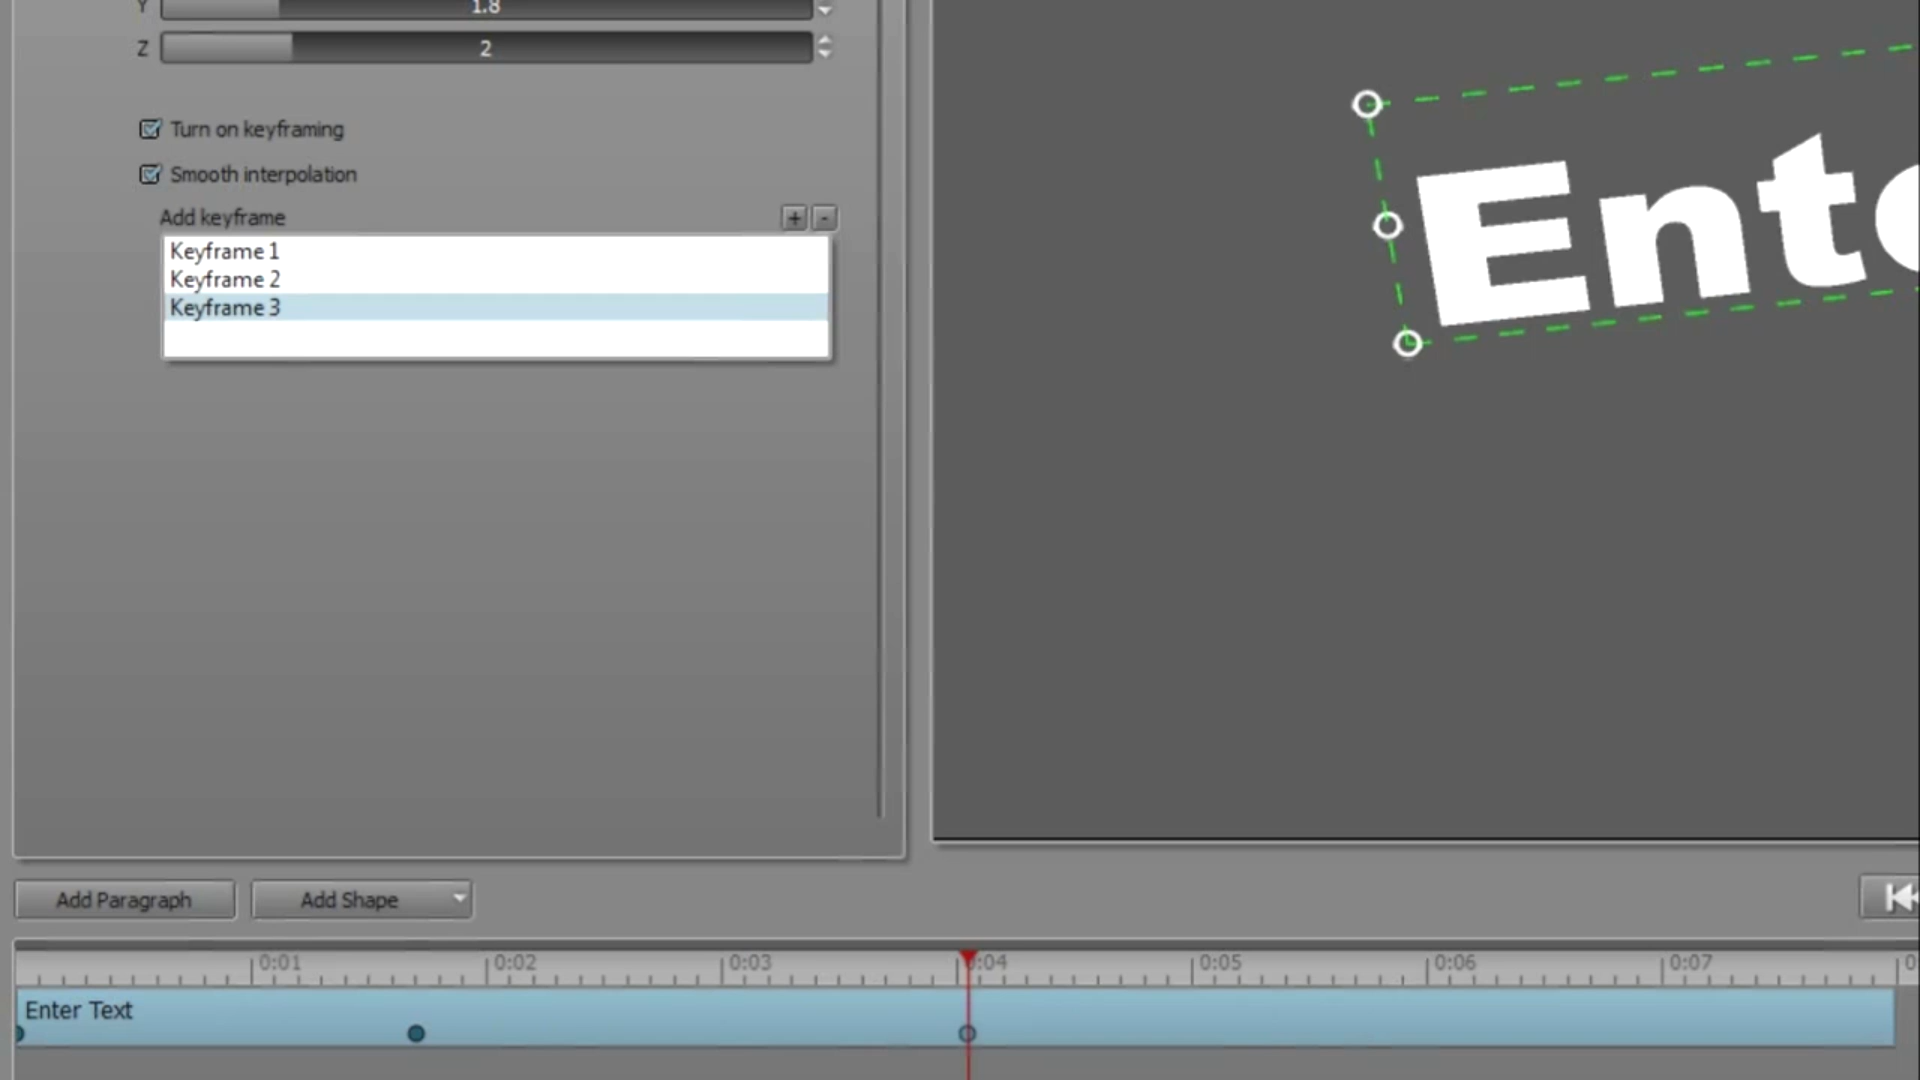 Y 1.8
Z 2
Turn on keyframing
Smooth interpolation
Add keyframe + -
Keyframe 1
Keyframe 2
Keyframe 3
Ente
Add Paragraph Add Shape
0:01 0:02 0:03 0:04 0:05 0:06 0:07 0
Enter Text